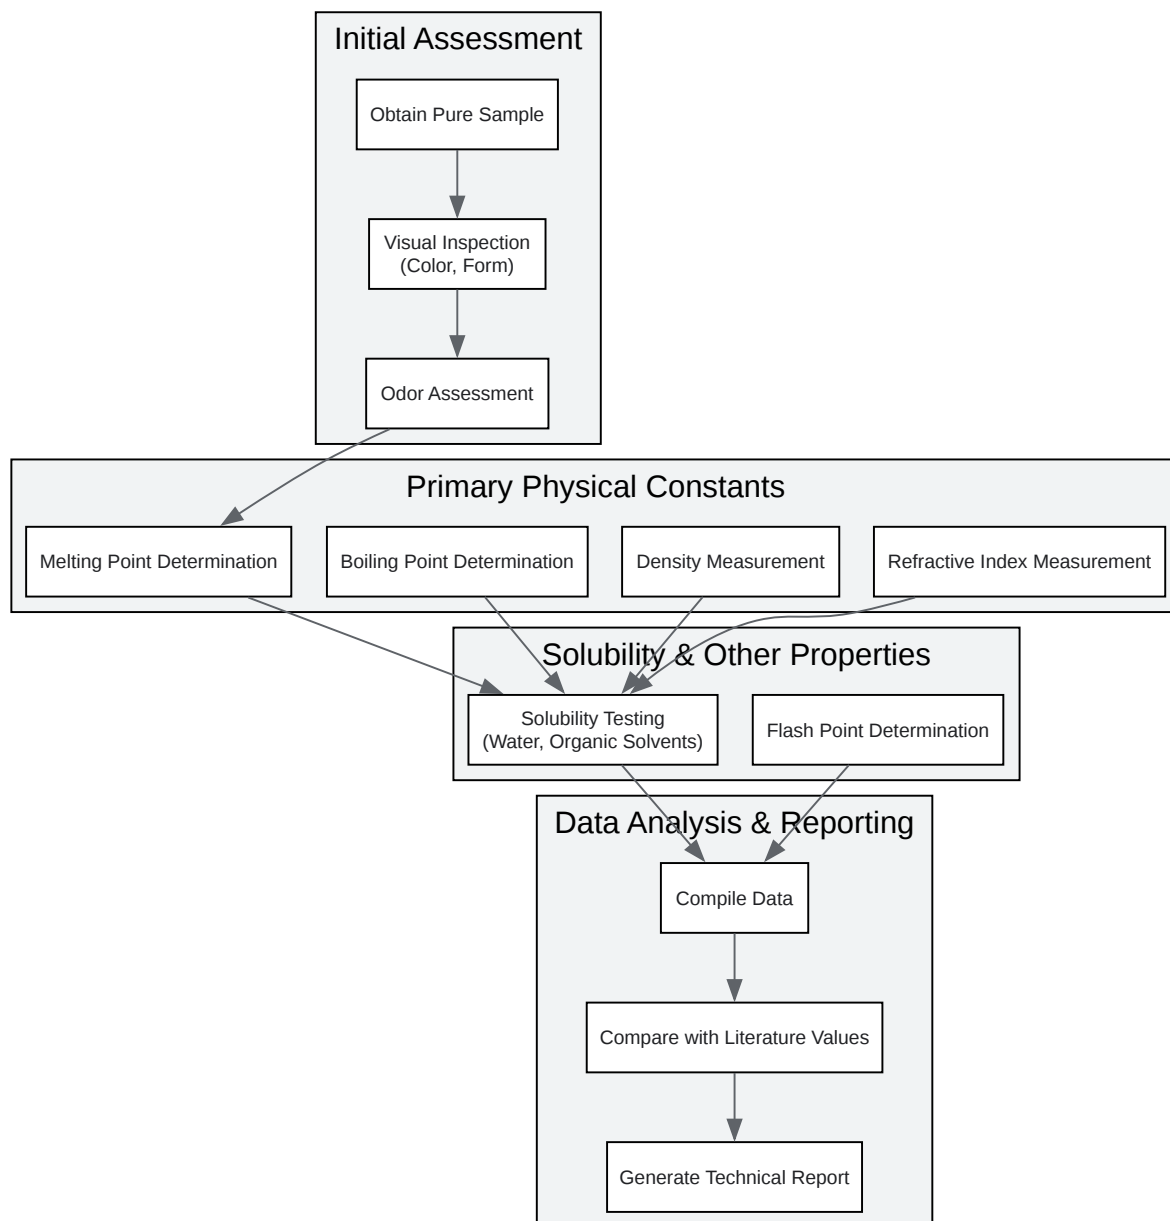 Initial Assessment
Obtain Pure Sample
Visual Inspection
(Color, Form)
Odor Assessment
Primary Physical Constants
Melting Point Determination
Boiling Point Determination
Density Measurement
Refractive Index Measurement
Solubility & Other Properties
Solubility Testing
(Water, Organic Solvents)
Flash Point Determination
Data Analysis & Reporting
Compile Data
Compare with Literature Values
Generate Technical Report